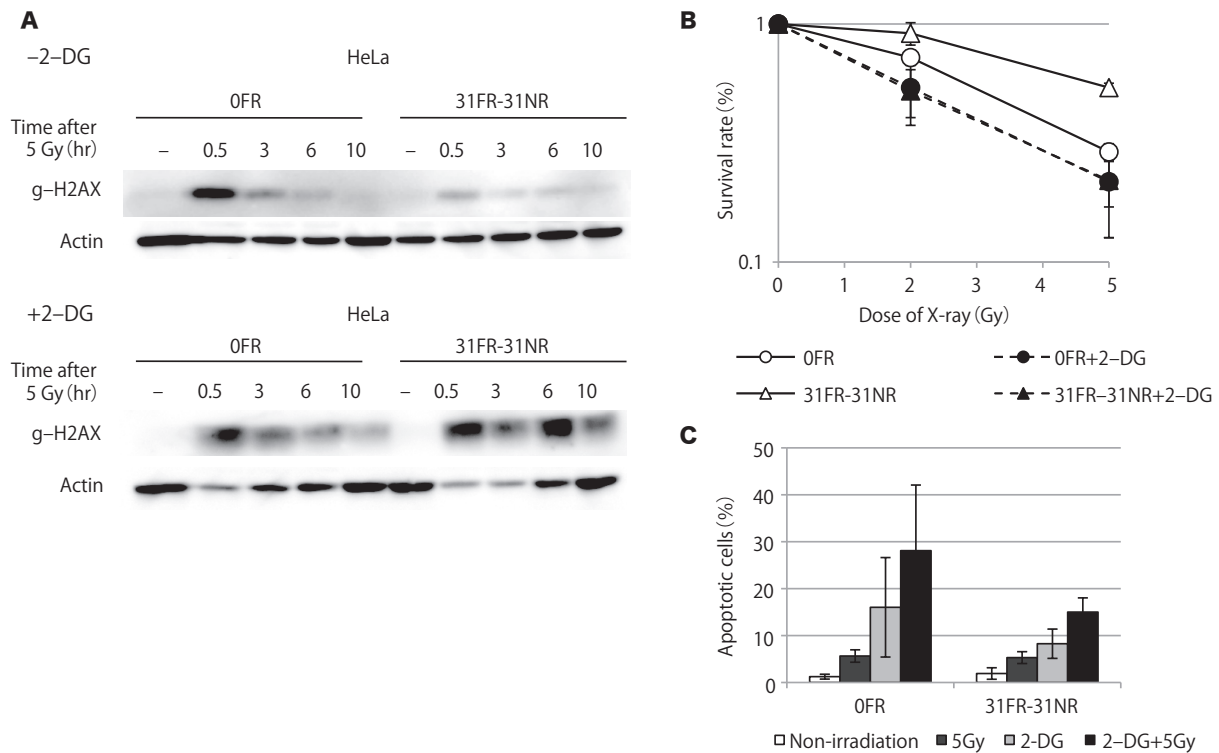 A
–2–DG
HeLa
0FR 31FR-31NR
Time after
5 Gy (hr) – 0.5 3 6 10 – 0.5 3 6 10
g–H2AX
Actin
+2–DG
HeLa
0FR 31FR-31NR
Time after
5 Gy (hr) – 0.5 3 6 10 – 0.5 3 6 10
g–H2AX
Actin
B
Survival rate (%)
1
0.1
0 1 2 3 4 5
Dose of X-ray (Gy)
0FR 0FR+2–DG
31FR-31NR 31FR–31NR+2–DG
C
Apoptotic cells (%)
50
40
30
20
10
0
0FR 31FR-31NR
Non-irradiation 5Gy 2-DG 2–DG+5Gy